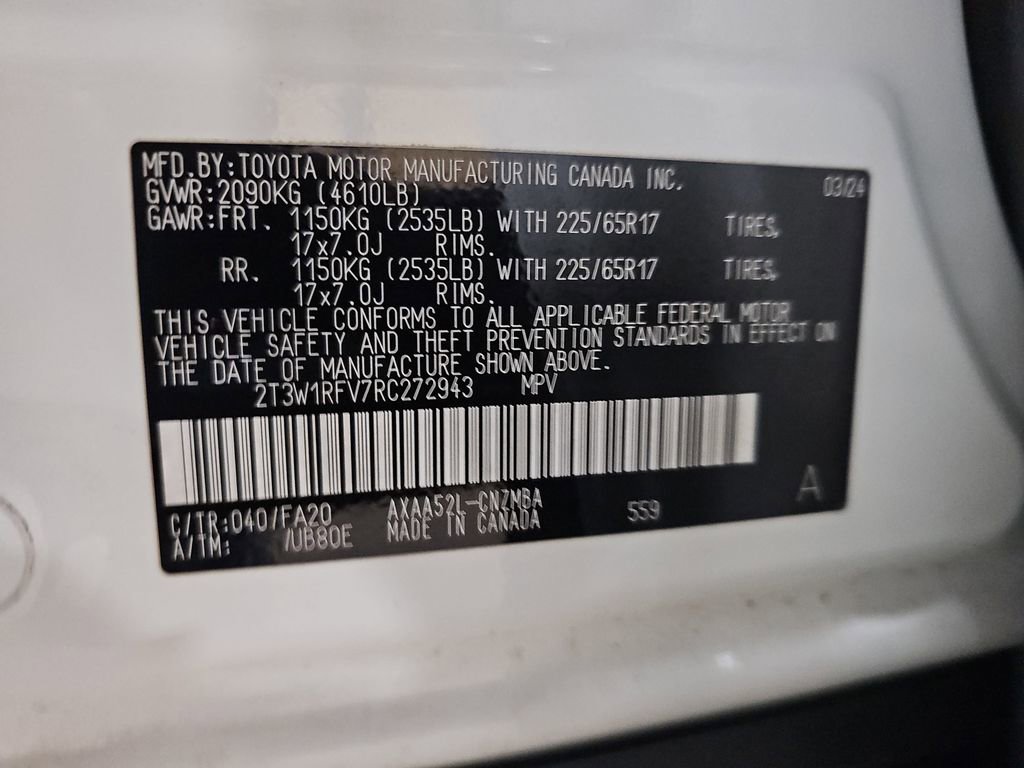 MFD.BY:TOYOTA MOTOR MANUFACTURING CANADA INC. 03/24
GVWR:2090KG (4610LB)
GAWR:FRT. 1150KG (2535LB) WITH 225/65R17 TIRES,
17x7.0J RIMS.
RR. 1150KG (2535LB) WITH 225/65R17 TIRES,
17x7.0J RIMS.
THIS VEHICLE CONFORMS TO ALL APPLICABLE FEDERAL MOTOR
VEHICLE SAFETY AND THEFT PREVENTION STANDARDS IN EFFECT ON
THE DATE OF MANUFACTURE SHOWN ABOVE.
2T3W1RFV7RC272943 MPV
C/TR:040/FA20 AXAA52L-CNZMBA 559 A
A/TM: /UB80E MADE IN CANADA